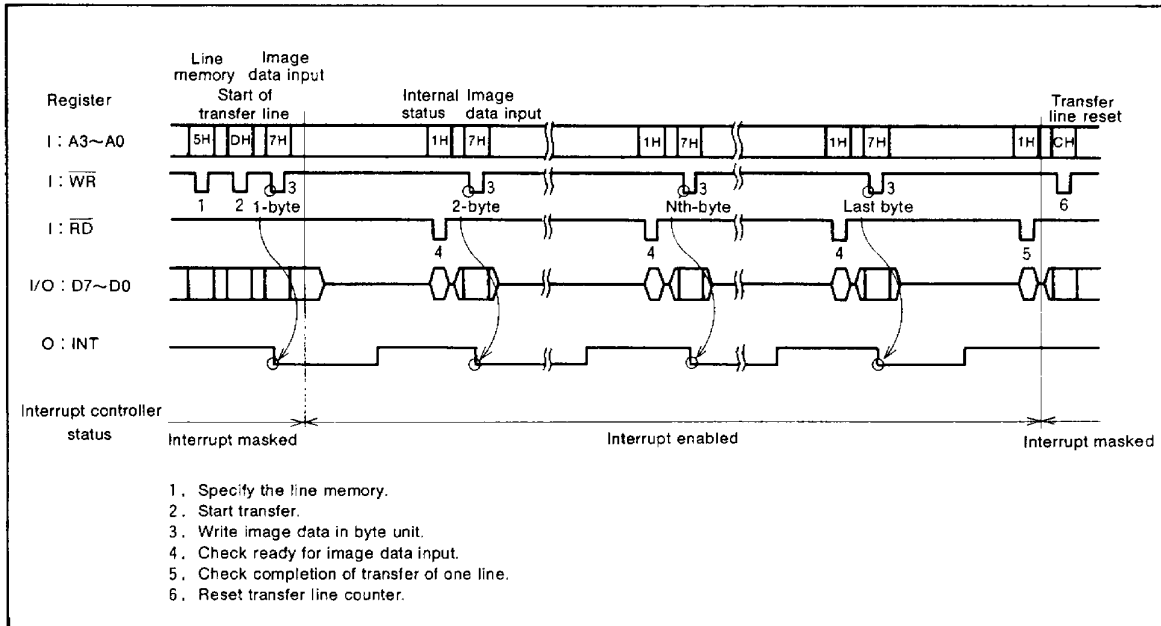 Line memory
Image data input
Start of transfer line
Internal status
Image data input
Transfer line reset
Register
I : A3~A0
5H DH 7H 1H 7H 1H 7H 1H 7H 1H CH
I : WR
1 2 3 3 3 3 6
1-byte 2-byte Nth-byte Last byte
I : RD
4 4 4 5
I/O : D7~D0
O : INT
Interrupt controller status
Interrupt masked
Interrupt enabled
Interrupt masked
1. Specify the line memory.
2. Start transfer.
3. Write image data in byte unit.
4. Check ready for image data input.
5. Check completion of transfer of one line.
6. Reset transfer line counter.